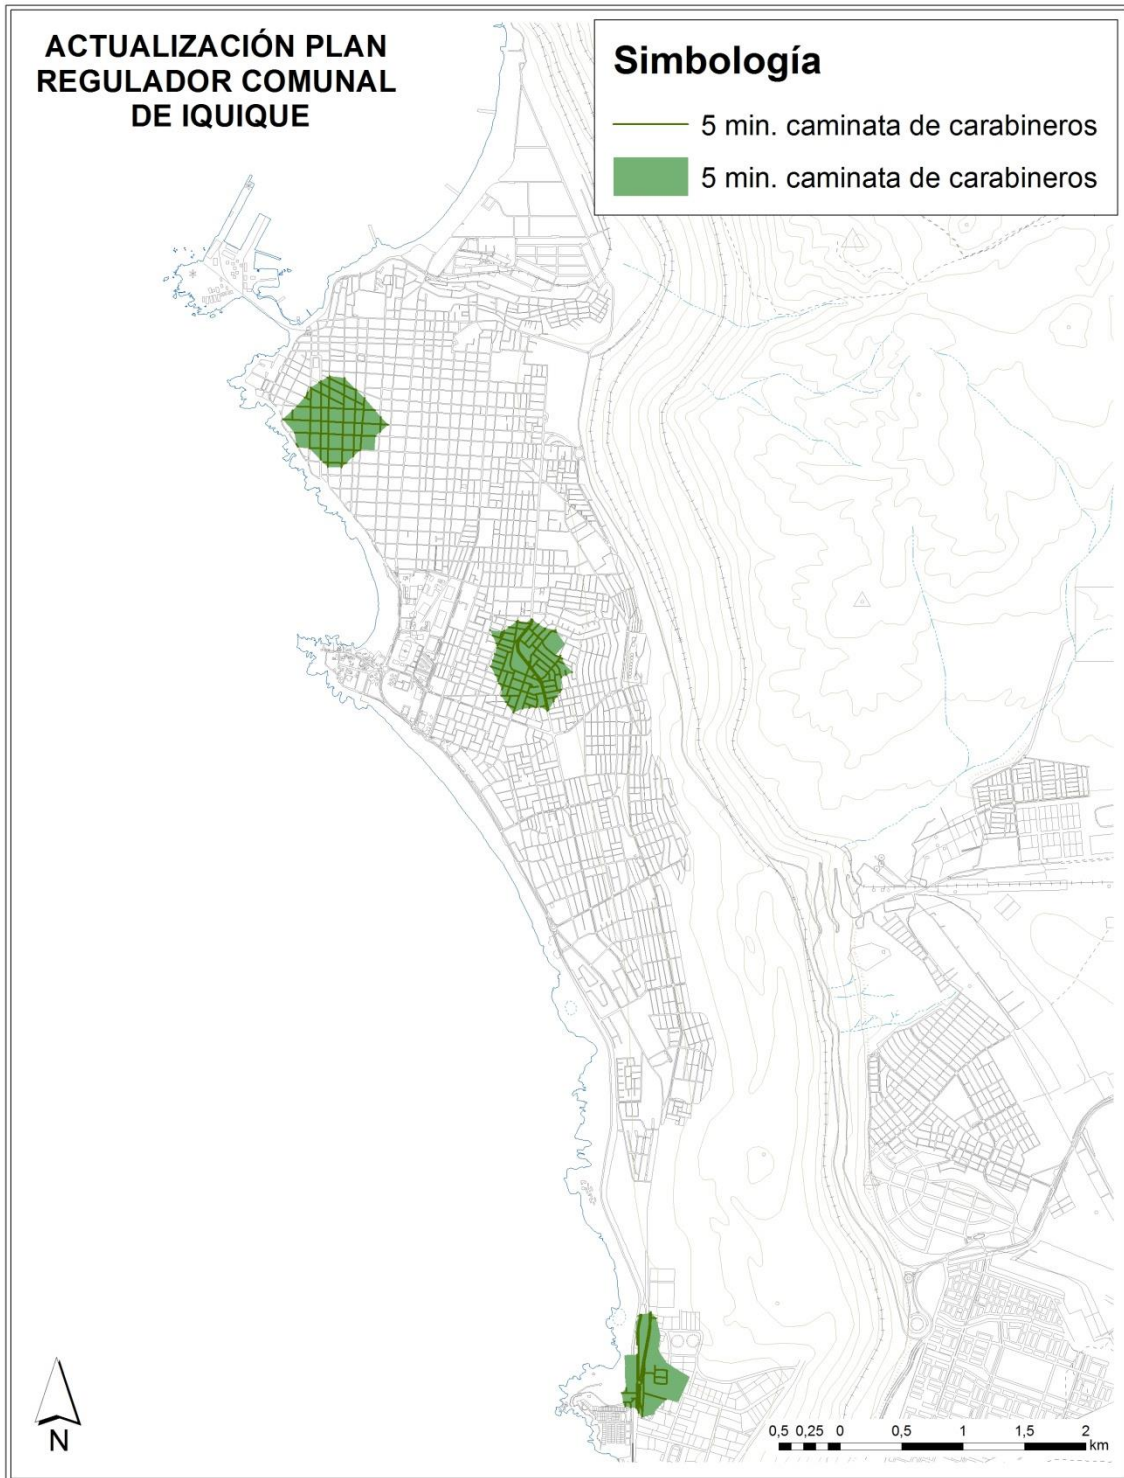 ACTUALIZACIÓN PLAN
REGULADOR COMUNAL
DE IQUIQUE
Simbología
5 min. caminata de carabineros
5 min. caminata de carabineros
N
0,5 0,25 0 0,5 1 1,5 2
km